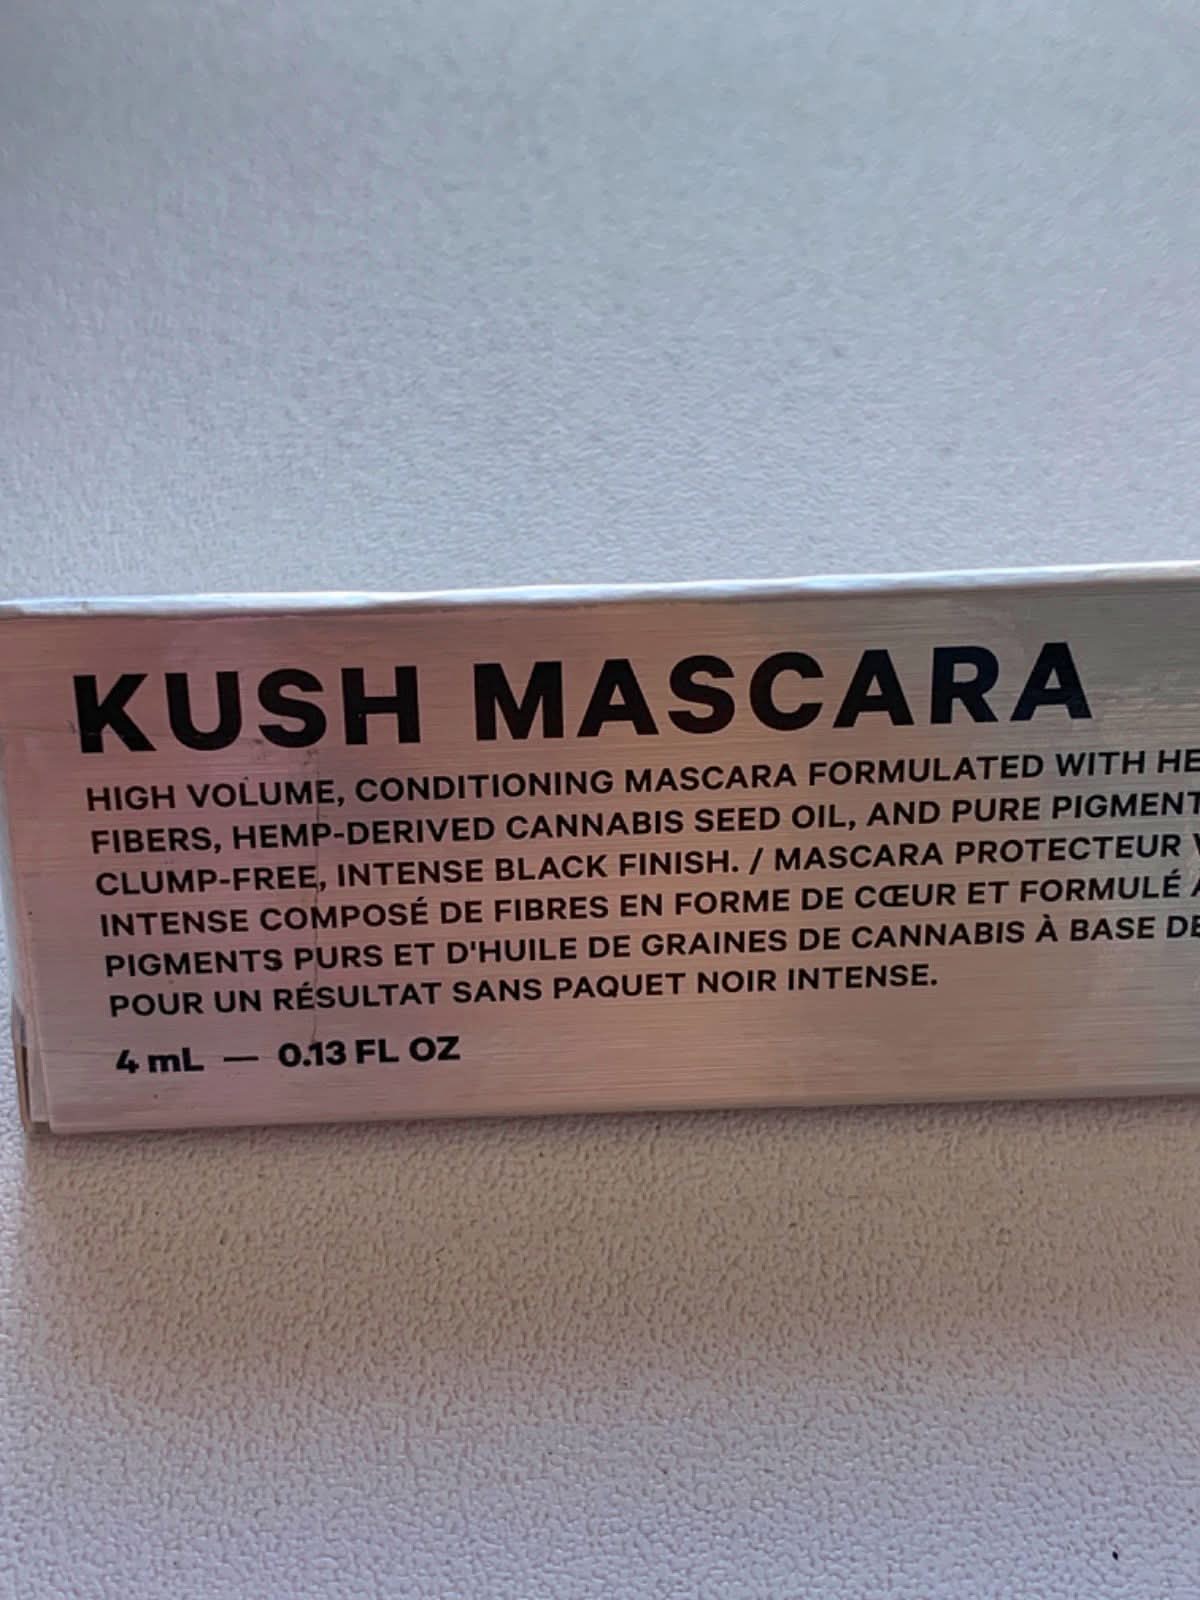 KUSH MASCARA
HIGH VOLUME, CONDITIONING MASCARA FORMULATED WITH
FIBERS, HEMP-DERIVED CANNABIS SEED OIL, AND PURE PIGMENT
CLUMP-FREE, INTENSE BLACK FINISH. / MASCARA PROTECTEUR
INTENSE COMPOSÉ DE FIBRES EN FORME DE CŒUR ET FORMULÉ
PIGMENTS PURS ET D'HUILE DE GRAINES DE CANNABIS À BASE DE
POUR UN RÉSULTAT SANS PAQUET NOIR INTENSE.
4 mL — 0.13 FL OZ